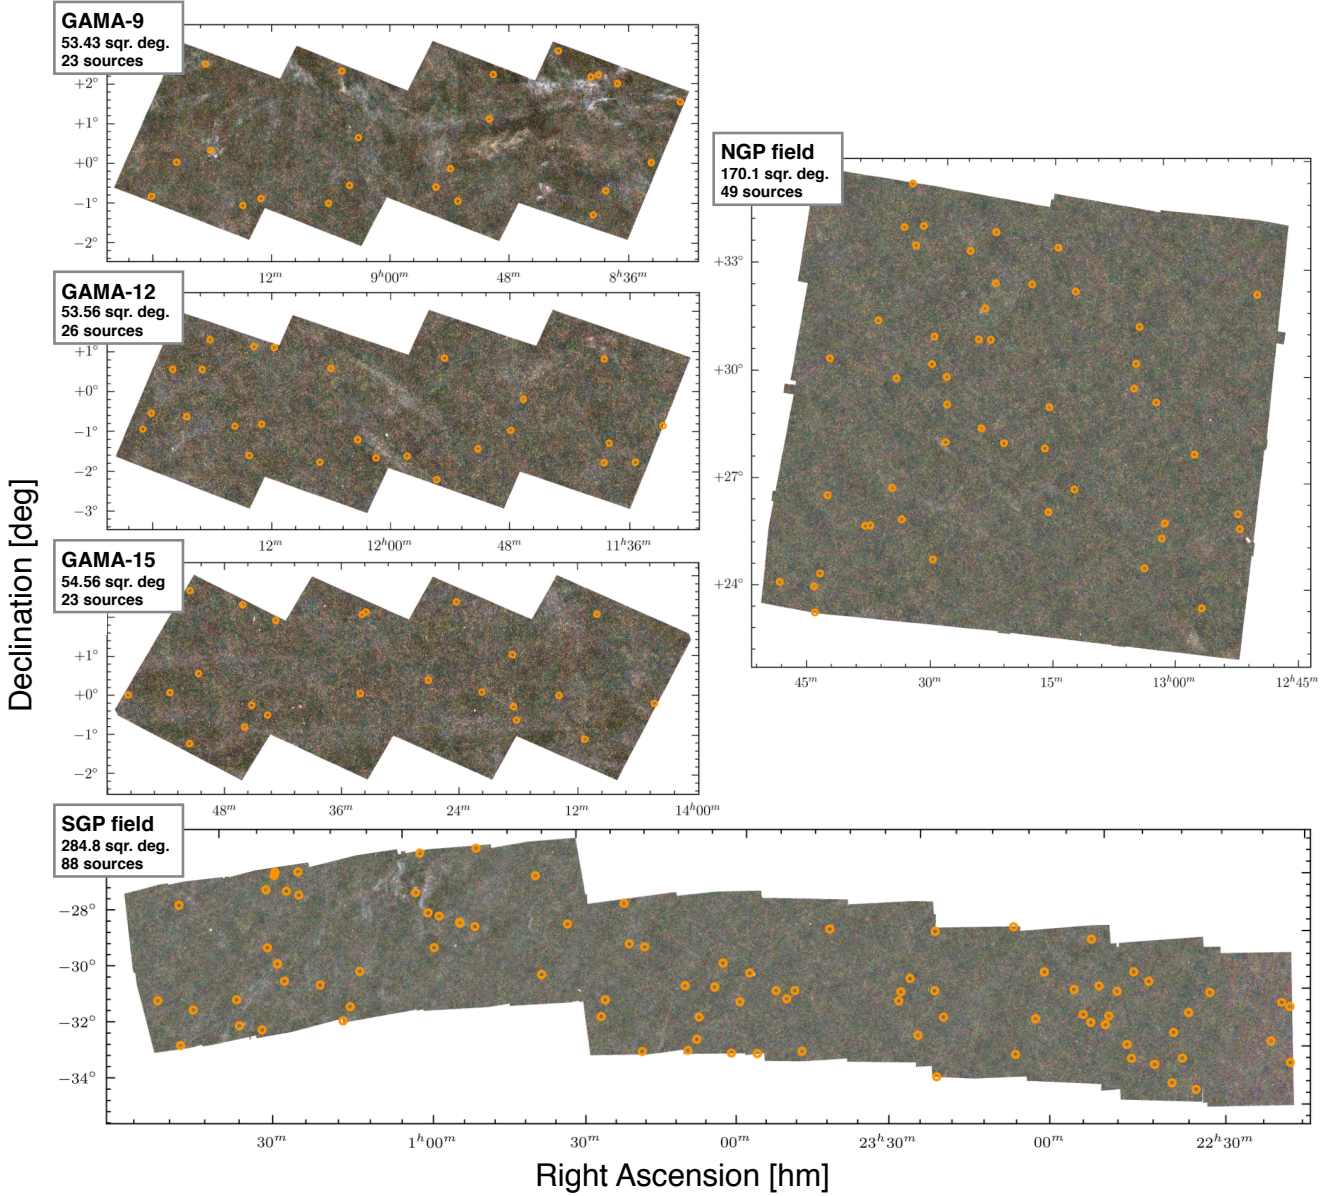 GAMA-9
53.43 sqr. deg.
23 sources
+2°
+1°
+0°
−1°
−2°
12ᵐ
9ʰ00ᵐ
48ᵐ
8ʰ36ᵐ
GAMA-12
53.56 sqr. deg.
26 sources
+1°
+0°
−1°
−2°
−3°
12ᵐ
12ʰ00ᵐ
48ᵐ
11ʰ36ᵐ
GAMA-15
54.56 sqr. deg
23 sources
+1°
+0°
−1°
−2°
48ᵐ
36ᵐ
24ᵐ
12ᵐ
14ʰ00ᵐ
NGP field
170.1 sqr. deg.
49 sources
+33°
+30°
+27°
+24°
45ᵐ
30ᵐ
15ᵐ
13ʰ00ᵐ
12ʰ45ᵐ
SGP field
284.8 sqr. deg.
88 sources
−28°
−30°
−32°
−34°
30ᵐ
1ʰ00ᵐ
30ᵐ
00ᵐ
23ʰ30ᵐ
00ᵐ
22ʰ30ᵐ
Declination [deg]
Right Ascension [hm]